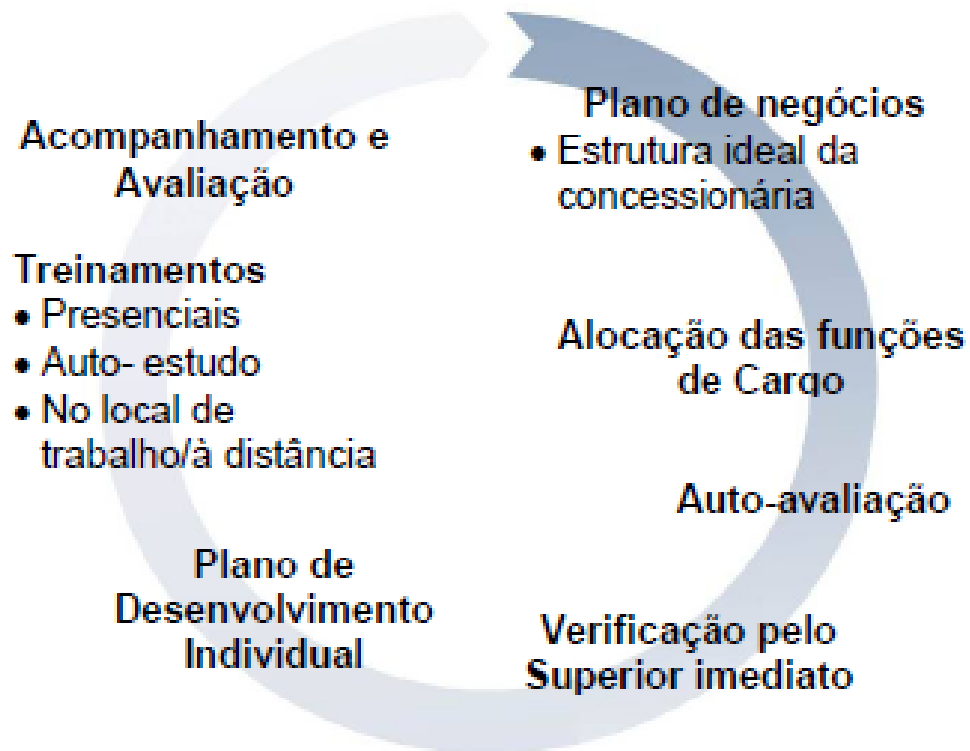 Plano de negócios
• Estrutura ideal da
concessionária
Alocação das funções
de Cargo
Auto-avaliação
Verificação pelo
Superior imediato
Plano de
Desenvolvimento
Individual
Treinamentos
• Presenciais
• Auto- estudo
• No local de
trabalho/à distância
Acompanhamento e
Avaliação